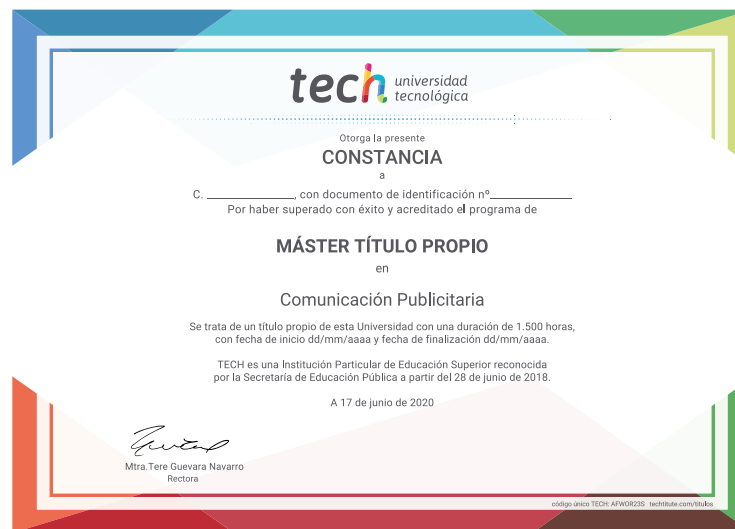 tech universidad
tecnológica
Otorga la presente
CONSTANCIA
a
C. ________________, con documento de identificación nº______________
Por haber superado con éxito y acreditado el programa de
MÁSTER TÍTULO PROPIO
en
Comunicación Publicitaria
Se trata de un título propio de esta Universidad con una duración de 1.500 horas,
con fecha de inicio dd/mm/aaaa y fecha de finalización dd/mm/aaaa.
TECH es una Institución Particular de Educación Superior reconocida
por la Secretaría de Educación Pública a partir del 28 de junio de 2018.
A 17 de junio de 2020
Mtra.Tere Guevara Navarro
Rectora
código único TECH: AFWOR23S techtitute.com/titulos